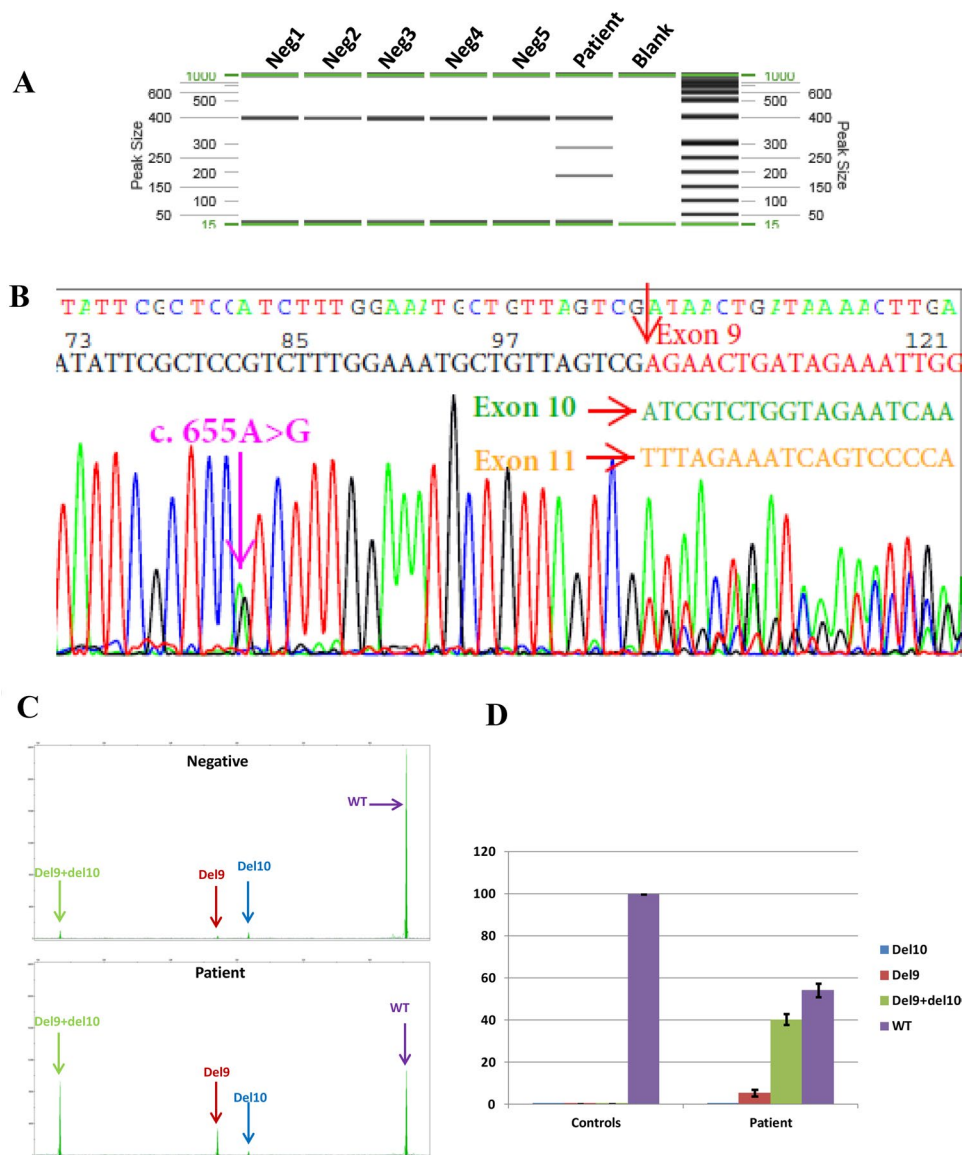 A
Neg1 Neg2 Neg3 Neg4 Neg5 Patient Blank
1000 1000
600 600
500 500
400 400
300 300
250 250
200 200
150 150
100 100
50 50
15 15
Peak Size
Peak Size
B
TATTCGCTCCATCTTTGGAAATGCTGTTAGTCGATAACTGATAAAACTTGA
73 85 97 121
Exon 9
ATATTCGCTCCGTCTTTGGAAATGCTGTTAGTCGAGAACTGATAGAAATTGG
Exon 10 ATCGTCTGGTAGAATCAA
c. 655A>G
Exon 11 TTTAGAAATCAGTCCCCA
C
Negative
WT
Del9+del10
Del9
Del10
Patient
Del9+del10
WT
Del9
Del10
D
120
100
80
60
40
20
0
Controls Patient
Del10
Del9
Del9+del10
WT